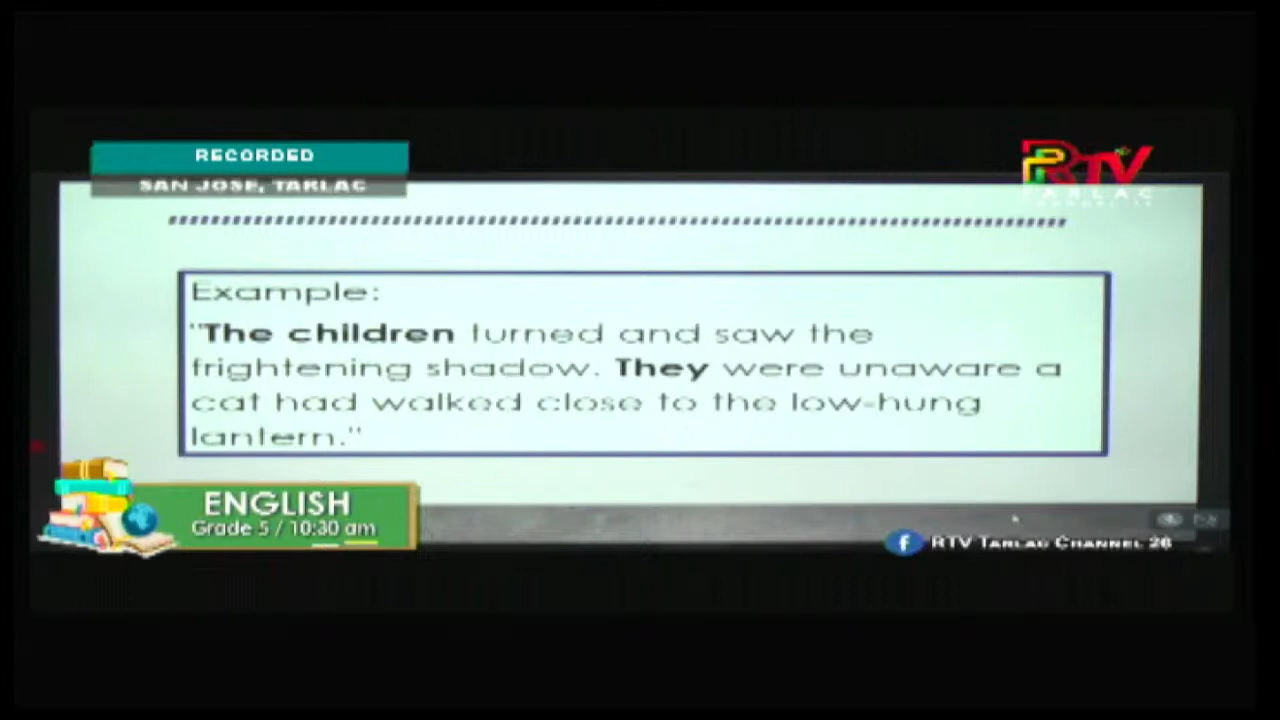 RECORDED
SAN JOSE, TARLAC
RTV
TARLAC
Example:
"The children turned and saw the
frightening shadow. They were unaware a
cat had walked close to the low-hung
lantern."
ENGLISH
Grade 5 / 10:30 am
RTV TARLAC CHANNEL 26